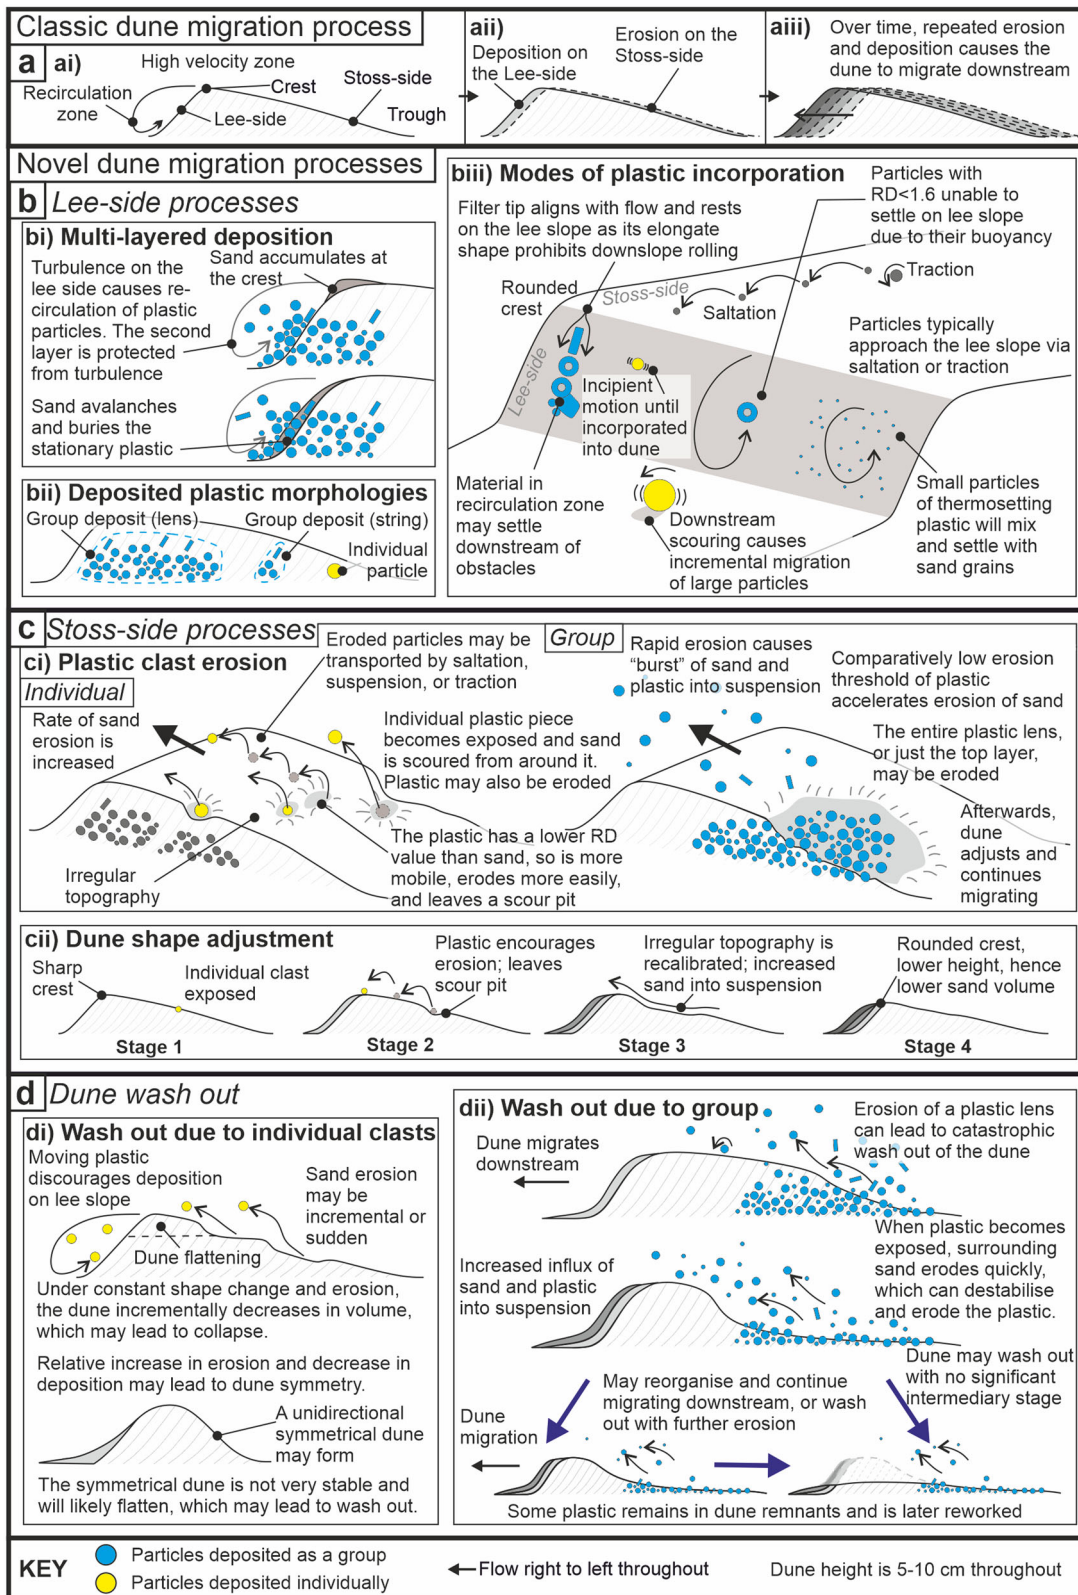 Classic dune migration process
a
ai)
High velocity zone
Recirculation
zone
Crest
Stoss-side
Lee-side
Trough
aii)
Deposition on
the Lee-side
Erosion on the
Stoss-side
aiii)
Over time, repeated erosion
and deposition causes the
dune to migrate downstream
Novel dune migration processes
b
Lee-side processes
bi) Multi-layered deposition
Turbulence on the
lee side causes re-
circulation of plastic
particles. The second
layer is protected
from turbulence
Sand accumulates at
the crest
Sand avalanches
and buries the
stationary plastic
bii) Deposited plastic morphologies
Group deposit (lens)
Group deposit (string)
Individual
particle
biii) Modes of plastic incorporation
Filter tip aligns with flow and rests
on the lee slope as its elongate
shape prohibits downslope rolling
Particles with
RD<1.6 unable to
settle on lee slope
due to their buoyancy
Rounded
crest
Stoss-side
Traction
Saltation
Lee-side
Particles typically
approach the lee slope via
saltation or traction
Incipient
motion until
incorporated
into dune
Material in
recirculation zone
may settle
downstream of
obstacles
Downstream
scouring causes
incremental migration
of large particles
Small particles
of thermosetting
plastic will mix
and settle with
sand grains
c
Stoss-side processes
ci) Plastic clast erosion
Individual
Eroded particles may be
transported by saltation,
suspension, or traction
Rate of sand
erosion is
increased
Individual plastic piece
becomes exposed and sand
is scoured from around it.
Plastic may also be eroded
Irregular
topography
The plastic has a lower RD
value than sand, so is more
mobile, erodes more easily,
and leaves a scour pit
Group
Rapid erosion causes
“burst” of sand and
plastic into suspension
Comparatively low erosion
threshold of plastic
accelerates erosion of sand
The entire plastic lens,
or just the top layer,
may be eroded
Afterwards,
dune
adjusts and
continues
migrating
cii) Dune shape adjustment
Sharp
crest
Individual clast
exposed
Stage 1
Plastic encourages
erosion; leaves
scour pit
Stage 2
Irregular topography is
recalibrated; increased
sand into suspension
Stage 3
Rounded crest,
lower height, hence
lower sand volume
Stage 4
d
Dune wash out
di) Wash out due to individual clasts
Moving plastic
discourages deposition
on lee slope
Sand erosion
may be
incremental or
sudden
Dune flattening
Under constant shape change and erosion,
the dune incrementally decreases in volume,
which may lead to collapse.
Relative increase in erosion and decrease in
deposition may lead to dune symmetry.
A unidirectional
symmetrical dune
may form
The symmetrical dune is not very stable and
will likely flatten, which may lead to wash out.
dii) Wash out due to group
Dune migrates
downstream
Erosion of a plastic lens
can lead to catastrophic
wash out of the dune
Increased influx of
sand and plastic
into suspension
When plastic becomes
exposed, surrounding
sand erodes quickly,
which can destabilise
and erode the plastic.
Dune may wash out
with no significant
intermediary stage
May reorganise and continue
migrating downstream, or wash
out with further erosion
Dune
migration
Some plastic remains in dune remnants and is later reworked
KEY
Particles deposited as a group
Particles deposited individually
Flow right to left throughout
Dune height is 5-10 cm throughout